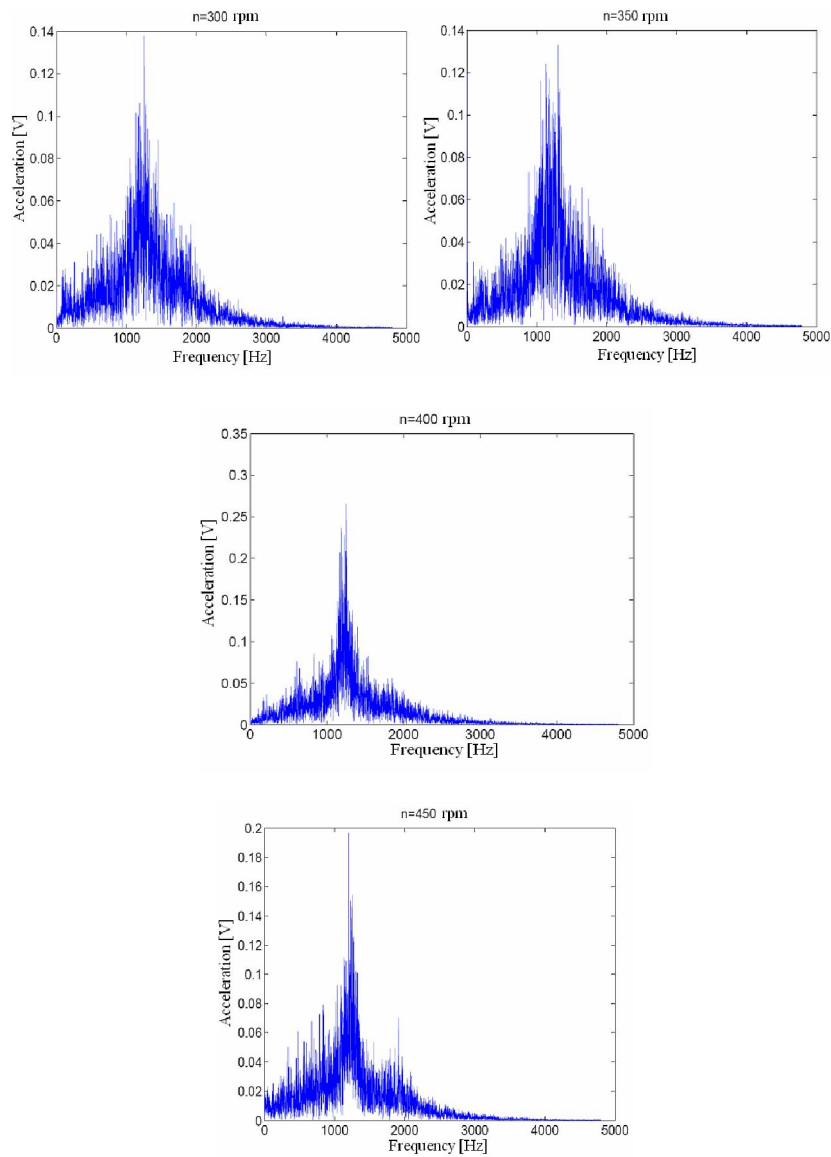 n=300 rpm
0.14
0.12
0.1
0.08
0.06
0.04
0.02
0
Acceleration [V]
0 1000 2000 3000 4000 5000
Frequency [Hz]
n=350 rpm
0.14
0.12
0.1
0.08
0.06
0.04
0.02
0
Acceleration [V]
0 1000 2000 3000 4000 5000
Frequency [Hz]
n=400 rpm
0.35
0.3
0.25
0.2
0.15
0.1
0.05
0
Acceleration [V]
0 1000 2000 3000 4000 5000
Frequency [Hz]
n=450 rpm
0.2
0.18
0.16
0.14
0.12
0.1
0.08
0.06
0.04
0.02
0
Acceleration [V]
0 1000 2000 3000 4000 5000
Frequency [Hz]